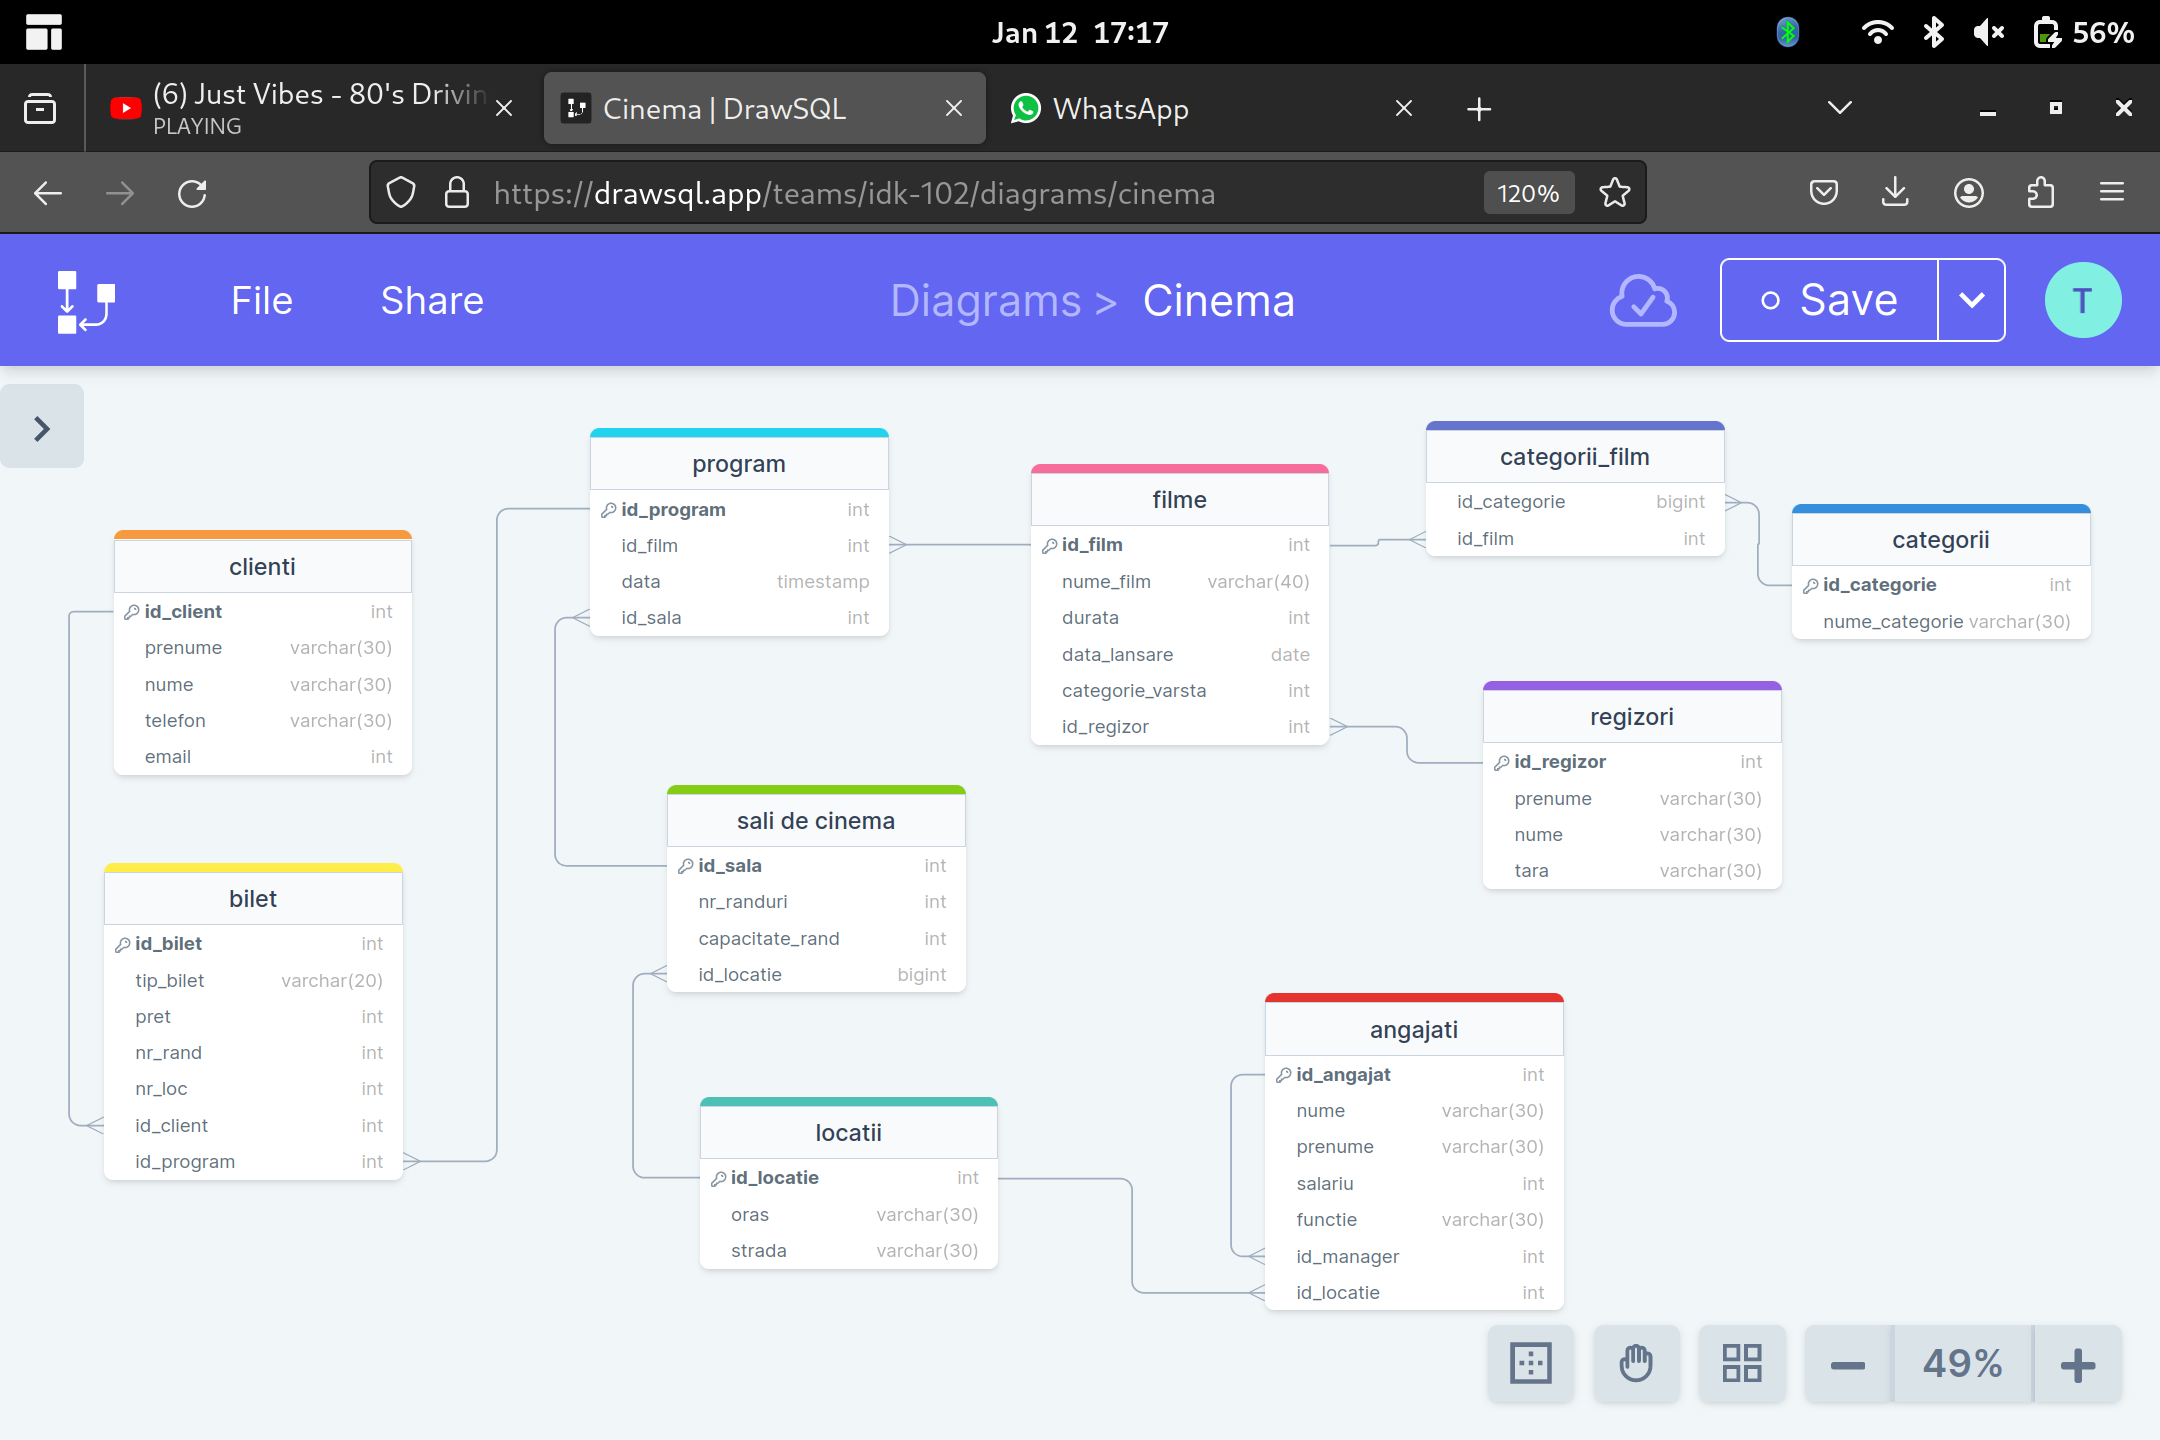 Jan 12 17:17
56%
(6) Just Vibes - 80's Drivin
PLAYING
Cinema | DrawSQL
WhatsApp
https://drawsql.app/teams/idk-102/diagrams/cinema
120%
File
Share
Diagrams > Cinema
Save
T
clienti
id_client int
prenume varchar(30)
nume varchar(30)
telefon varchar(30)
email int
bilet
id_bilet int
tip_bilet varchar(20)
pret int
nr_rand int
nr_loc int
id_client int
id_program int
program
id_program int
id_film int
data timestamp
id_sala int
sali de cinema
id_sala int
nr_randuri int
capacitate_rand int
id_locatie bigint
locatii
id_locatie int
oras varchar(30)
strada varchar(30)
filme
id_film int
nume_film varchar(40)
durata int
data_lansare date
categorie_varsta int
id_regizor int
categorii_film
id_categorie bigint
id_film int
categorii
id_categorie int
nume_categorie varchar(30)
regizori
id_regizor int
prenume varchar(30)
nume varchar(30)
tara varchar(30)
angajati
id_angajat int
nume varchar(30)
prenume varchar(30)
salariu int
functie varchar(30)
id_manager int
id_locatie int
49%